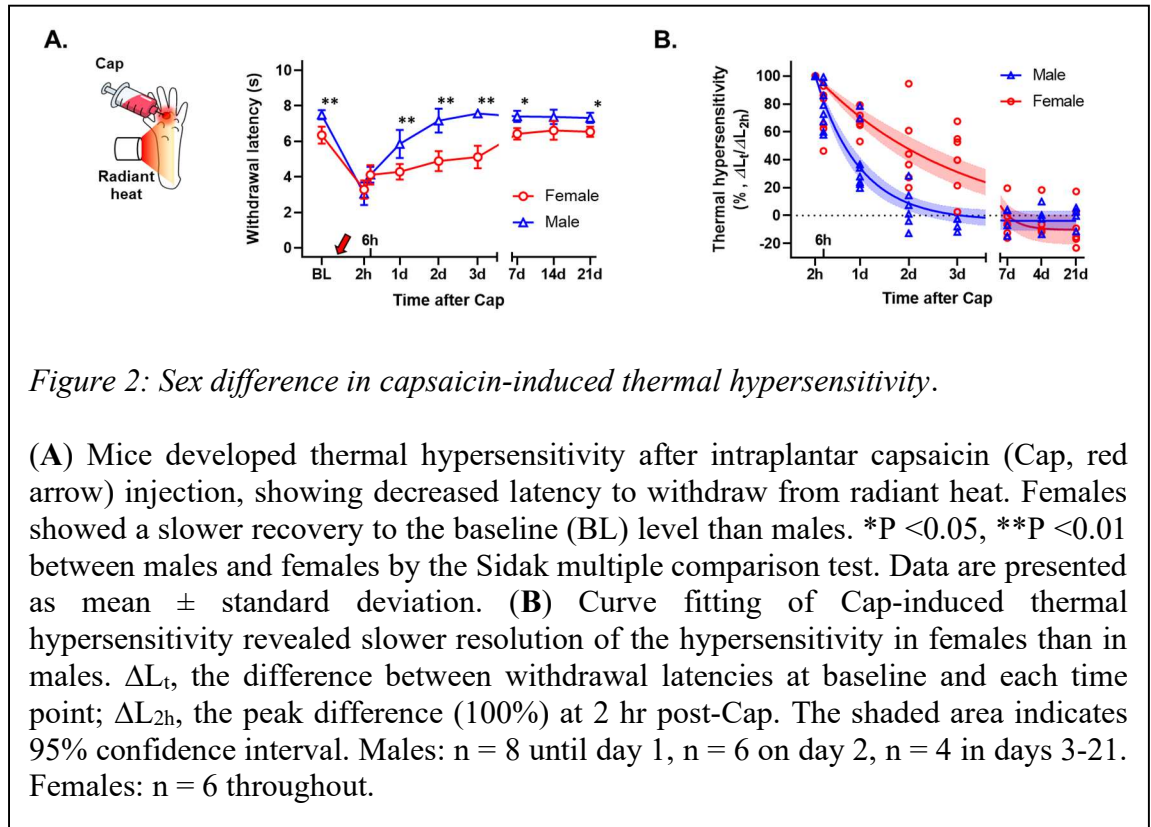 A.
Cap
Radiant
heat
Withdrawal latency (s)
10
8
6
4
2
0
**
**
**
**
*
*
Female
Male
6h
BL
2h
1d
2d
3d
7d
14d
21d
Time after Cap
B.
Thermal hypersensitivity
(% , ΔLt/ΔL2h)
100
80
60
40
20
0
-20
Male
Female
6h
2h
1d
2d
3d
7d
4d
21d
Time after Cap
Figure 2: Sex difference in capsaicin-induced thermal hypersensitivity.
(A) Mice developed thermal hypersensitivity after intraplantar capsaicin (Cap, red
arrow) injection, showing decreased latency to withdraw from radiant heat. Females
showed a slower recovery to the baseline (BL) level than males. *P <0.05, **P <0.01
between males and females by the Sidak multiple comparison test. Data are presented
as mean ± standard deviation. (B) Curve fitting of Cap-induced thermal
hypersensitivity revealed slower resolution of the hypersensitivity in females than in
males. ΔLt, the difference between withdrawal latencies at baseline and each time
point; ΔL2h, the peak difference (100%) at 2 hr post-Cap. The shaded area indicates
95% confidence interval. Males: n = 8 until day 1, n = 6 on day 2, n = 4 in days 3-21.
Females: n = 6 throughout.